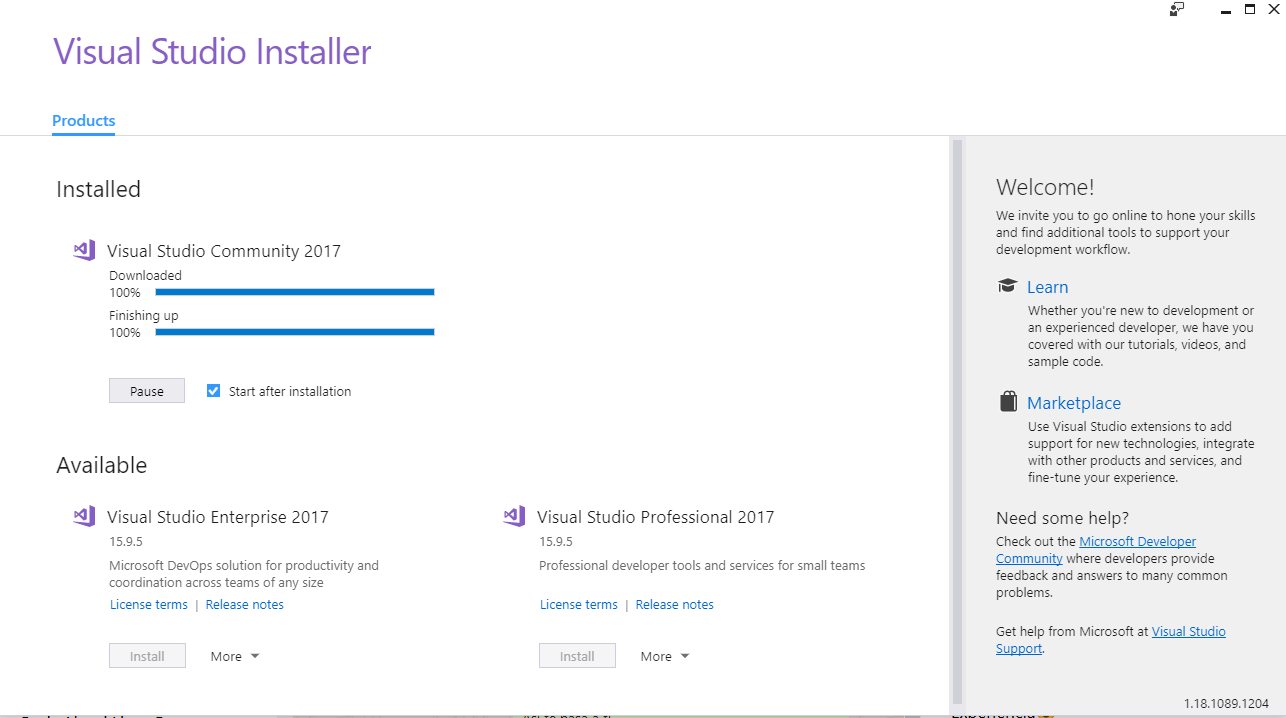 Visual Studio Installer
Products
Installed
Visual Studio Community 2017
Downloaded
100%
Finishing up
100%
Pause
Start after installation
Available
Visual Studio Enterprise 2017
15.9.5
Microsoft DevOps solution for productivity and
coordination across teams of any size
License terms | Release notes
Install
More
Visual Studio Professional 2017
15.9.5
Professional developer tools and services for small teams
License terms | Release notes
Install
More
Welcome!
We invite you to go online to hone your skills
and find additional tools to support your
development workflow.
Learn
Whether you're new to development or
an experienced developer, we have you
covered with our tutorials, videos, and
sample code.
Marketplace
Use Visual Studio extensions to add
support for new technologies, integrate
with other products and services, and
fine-tune your experience.
Need some help?
Check out the Microsoft Developer
Community where developers provide
feedback and answers to many common
problems.
Get help from Microsoft at Visual Studio
Support.
1.18.1089.1204